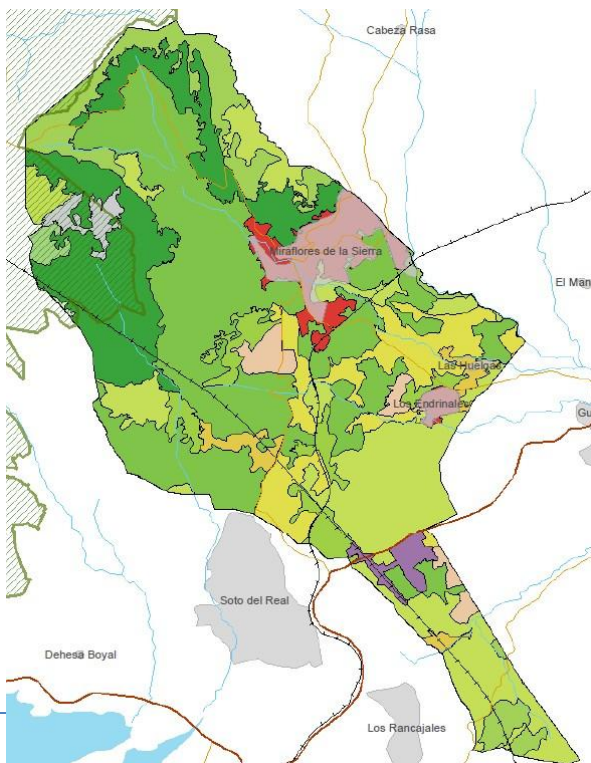 Cabeza Rasa
Miraflores de la Sierra
El Man
Las Huelgas
Los Endrinales
Gu
Soto del Real
Dehesa Boyal
Los Rancajales